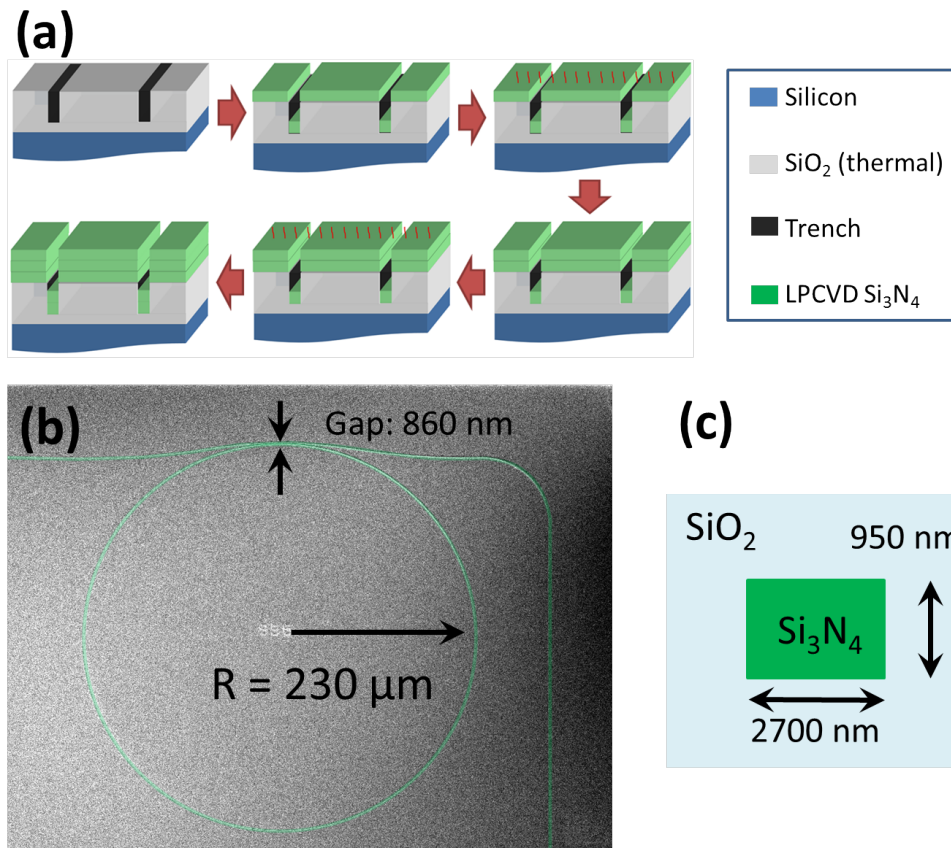 (a)
Silicon
SiO₂ (thermal)
Trench
LPCVD Si₃N₄
(b)
Gap: 860 nm
R = 230 μm
(c)
SiO₂
950 nm
Si₃N₄
2700 nm